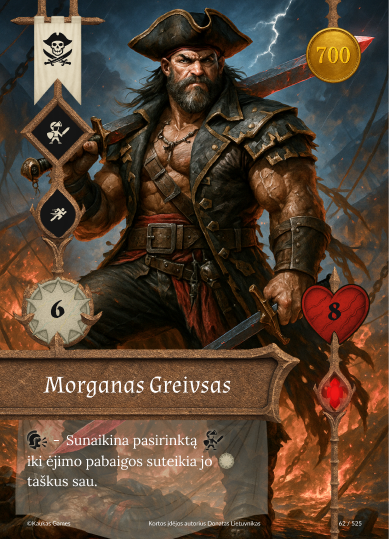 700
6
8
Morganas Greivsas
– Sunaikina pasirinktą
iki ėjimo pabaigos suteikia jo
taškus sau.
©Kalikas Games
Kortos idėjos autorius Donatas Lietuvnikas
62 / 525